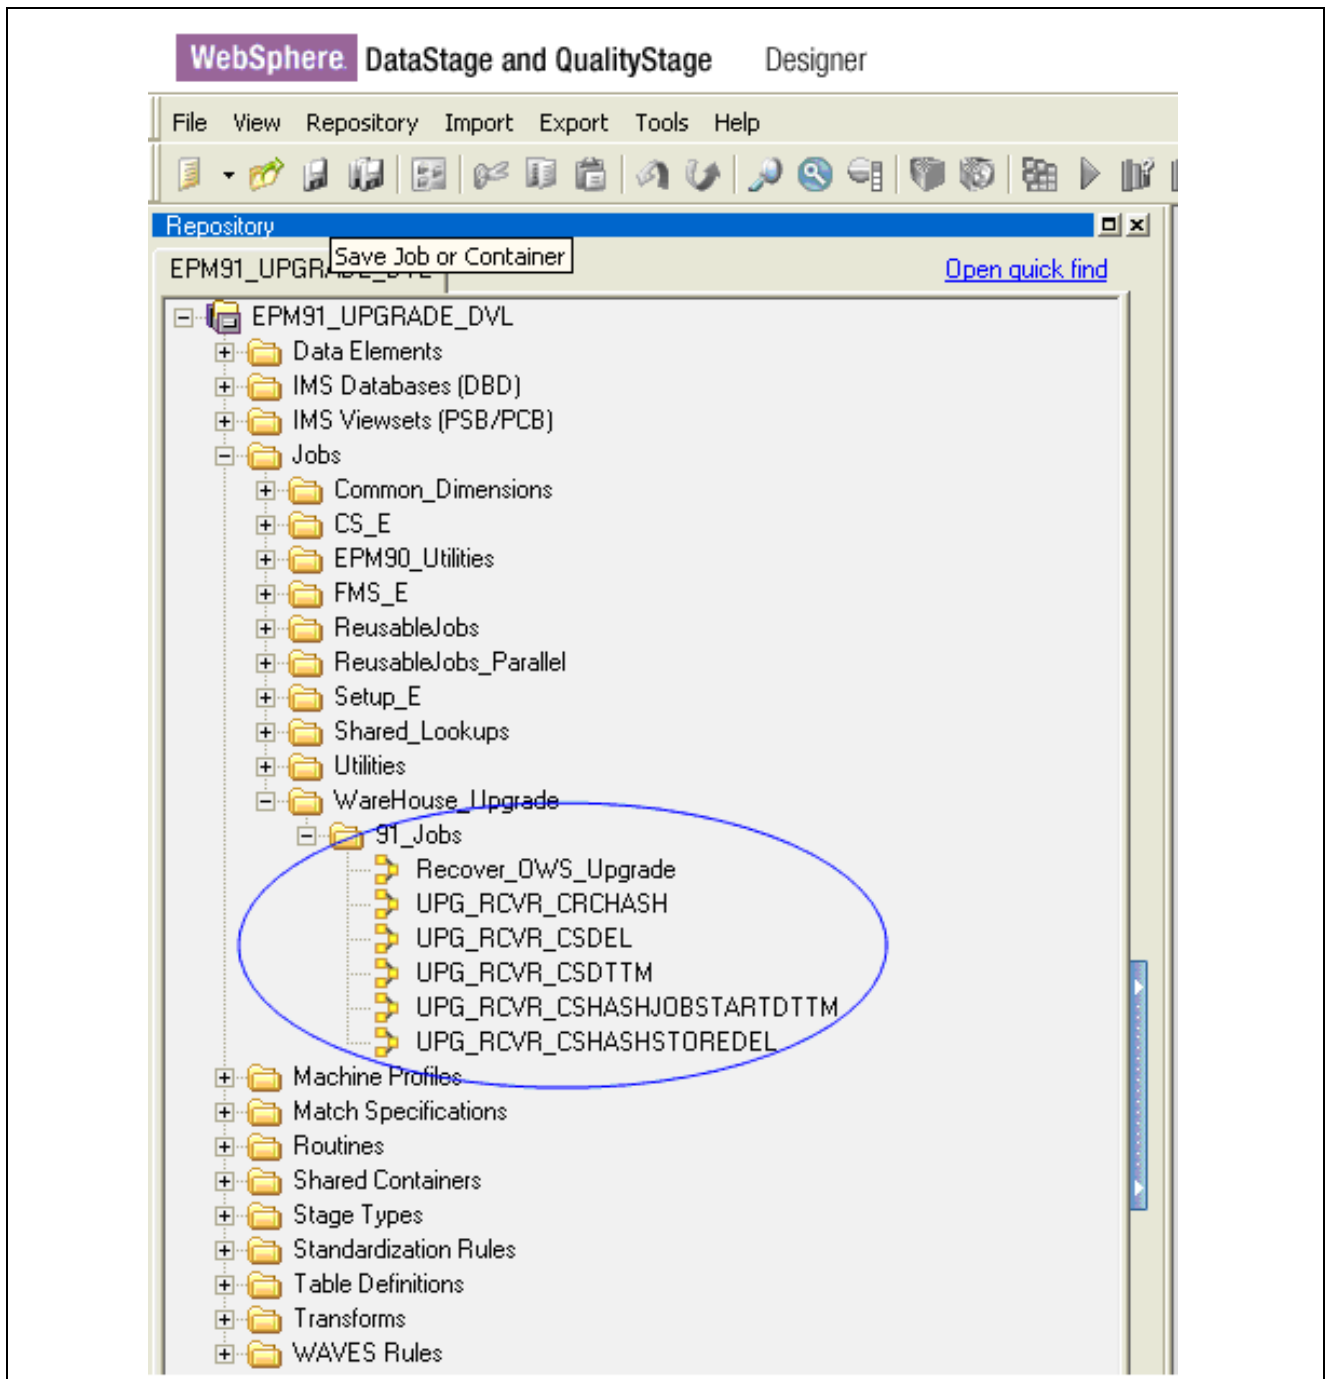 WebSphere. DataStage and QualityStage Designer
File View Repository Import Export Tools Help
Repository
Save Job or Container
EPM91_UPGRADE_DVL Open quick find
EPM91_UPGRADE_DVL
Data Elements
IMS Databases (DBD)
IMS Viewsets (PSB/PCB)
Jobs
Common_Dimensions
CS_E
EPM90_Utilities
FMS_E
ReusableJobs
ReusableJobs_Parallel
Setup_E
Shared_Lookups
Utilities
WareHouse_Upgrade
91_Jobs
Recover_OWS_Upgrade
UPG_RCVR_CRCHASH
UPG_RCVR_CSDEL
UPG_RCVR_CSDTTM
UPG_RCVR_CSHASHJOBSTARTDTTM
UPG_RCVR_CSHASHSTOREDEL
Machine Profiles
Match Specifications
Routines
Shared Containers
Stage Types
Standardization Rules
Table Definitions
Transforms
WAVES Rules